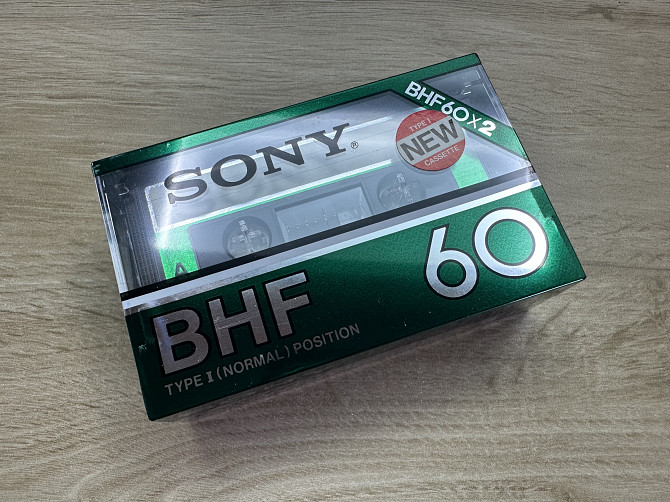 BHF60×2
SONY®
TYPE I
NEW
CASSETTE
A
60
BHF
TYPE I (NORMAL) POSITION